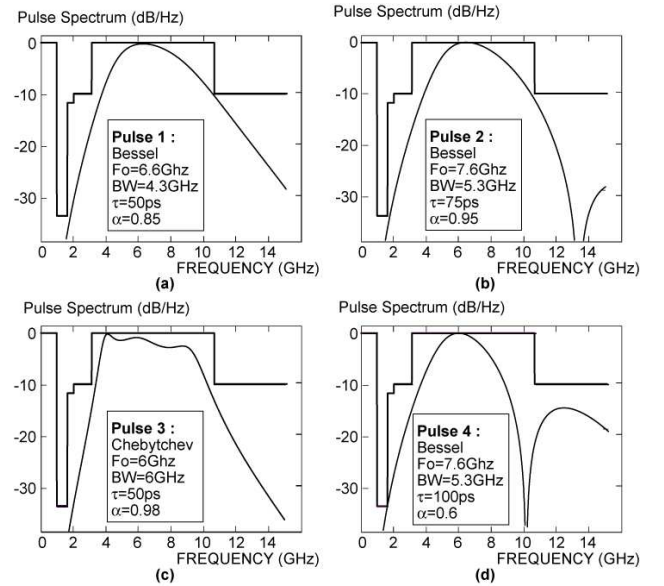 Pulse Spectrum (dB/Hz)
0
-10
-20
-30
Pulse 1 :
Bessel
Fo=6.6Ghz
BW=4.3GHz
τ=50ps
α=0.85
0 2 4 6 8 10 12 14
FREQUENCY (GHz)
(a)
Pulse Spectrum (dB/Hz)
0
-10
-20
-30
Pulse 2 :
Bessel
Fo=7.6Ghz
BW=5.3GHz
τ=75ps
α=0.95
0 2 4 6 8 10 12 14
FREQUENCY (GHz)
(b)
Pulse Spectrum (dB/Hz)
0
-10
-20
-30
Pulse 3 :
Chebytchev
Fo=6Ghz
BW=6GHz
τ=50ps
α=0.98
0 2 4 6 8 10 12 14
FREQUENCY (GHz)
(c)
Pulse Spectrum (dB/Hz)
0
-10
-20
-30
Pulse 4 :
Bessel
Fo=7.6Ghz
BW=5.3GHz
τ=100ps
α=0.6
0 2 4 6 8 10 12 14
FREQUENCY (GHz)
(d)